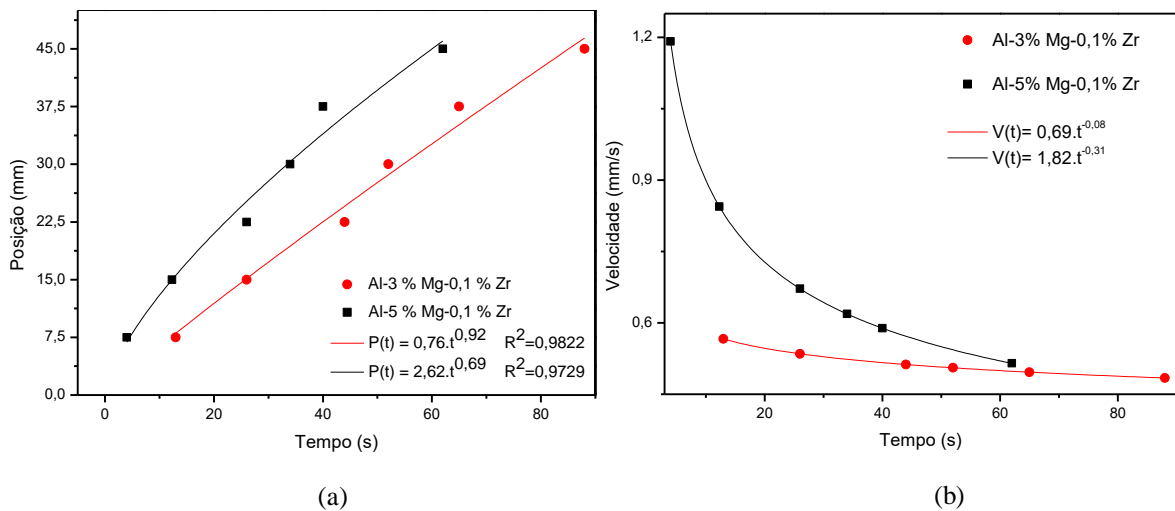 Posição (mm)
45,0
37,5
30,0
22,5
15,0
7,5
0,0
Al-3 % Mg-0,1 % Zr
Al-5 % Mg-0,1 % Zr
P(t) = 0,76.t^0,92 R^2=0,9822
P(t) = 2,62.t^0,69 R^2=0,9729
0 20 40 60 80
Tempo (s)
(a)
Velocidade (mm/s)
1,2
0,9
0,6
Al-3% Mg-0,1% Zr
Al-5% Mg-0,1% Zr
V(t)= 0,69.t^-0,08
V(t)= 1,82.t^-0,31
20 40 60 80
Tempo (s)
(b)